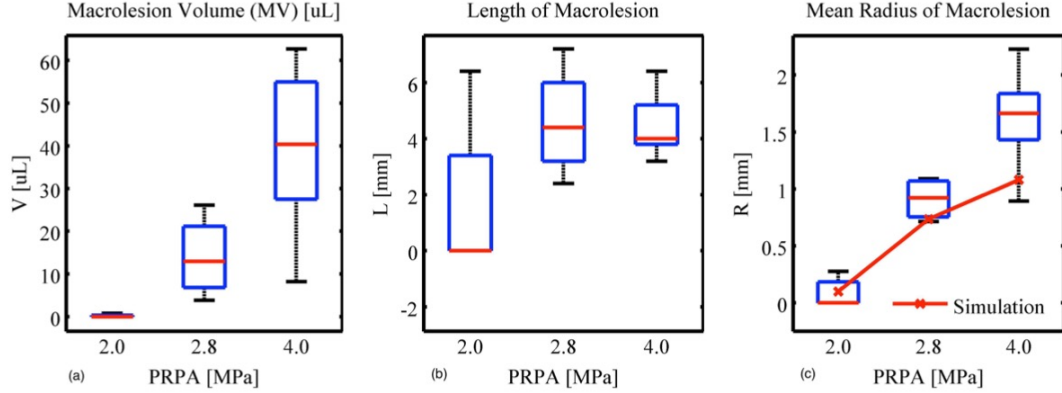 Macrolesion Volume (MV) [uL]
V [uL]
60
50
40
30
20
10
0
2.0 2.8 4.0
(a) PRPA [MPa]
Length of Macrolesion
L [mm]
6
4
2
0
-2
2.0 2.8 4.0
(b) PRPA [MPa]
Mean Radius of Macrolesion
R [mm]
2
1.5
1
0.5
0
Simulation
2.0 2.8 4.0
(c) PRPA [MPa]